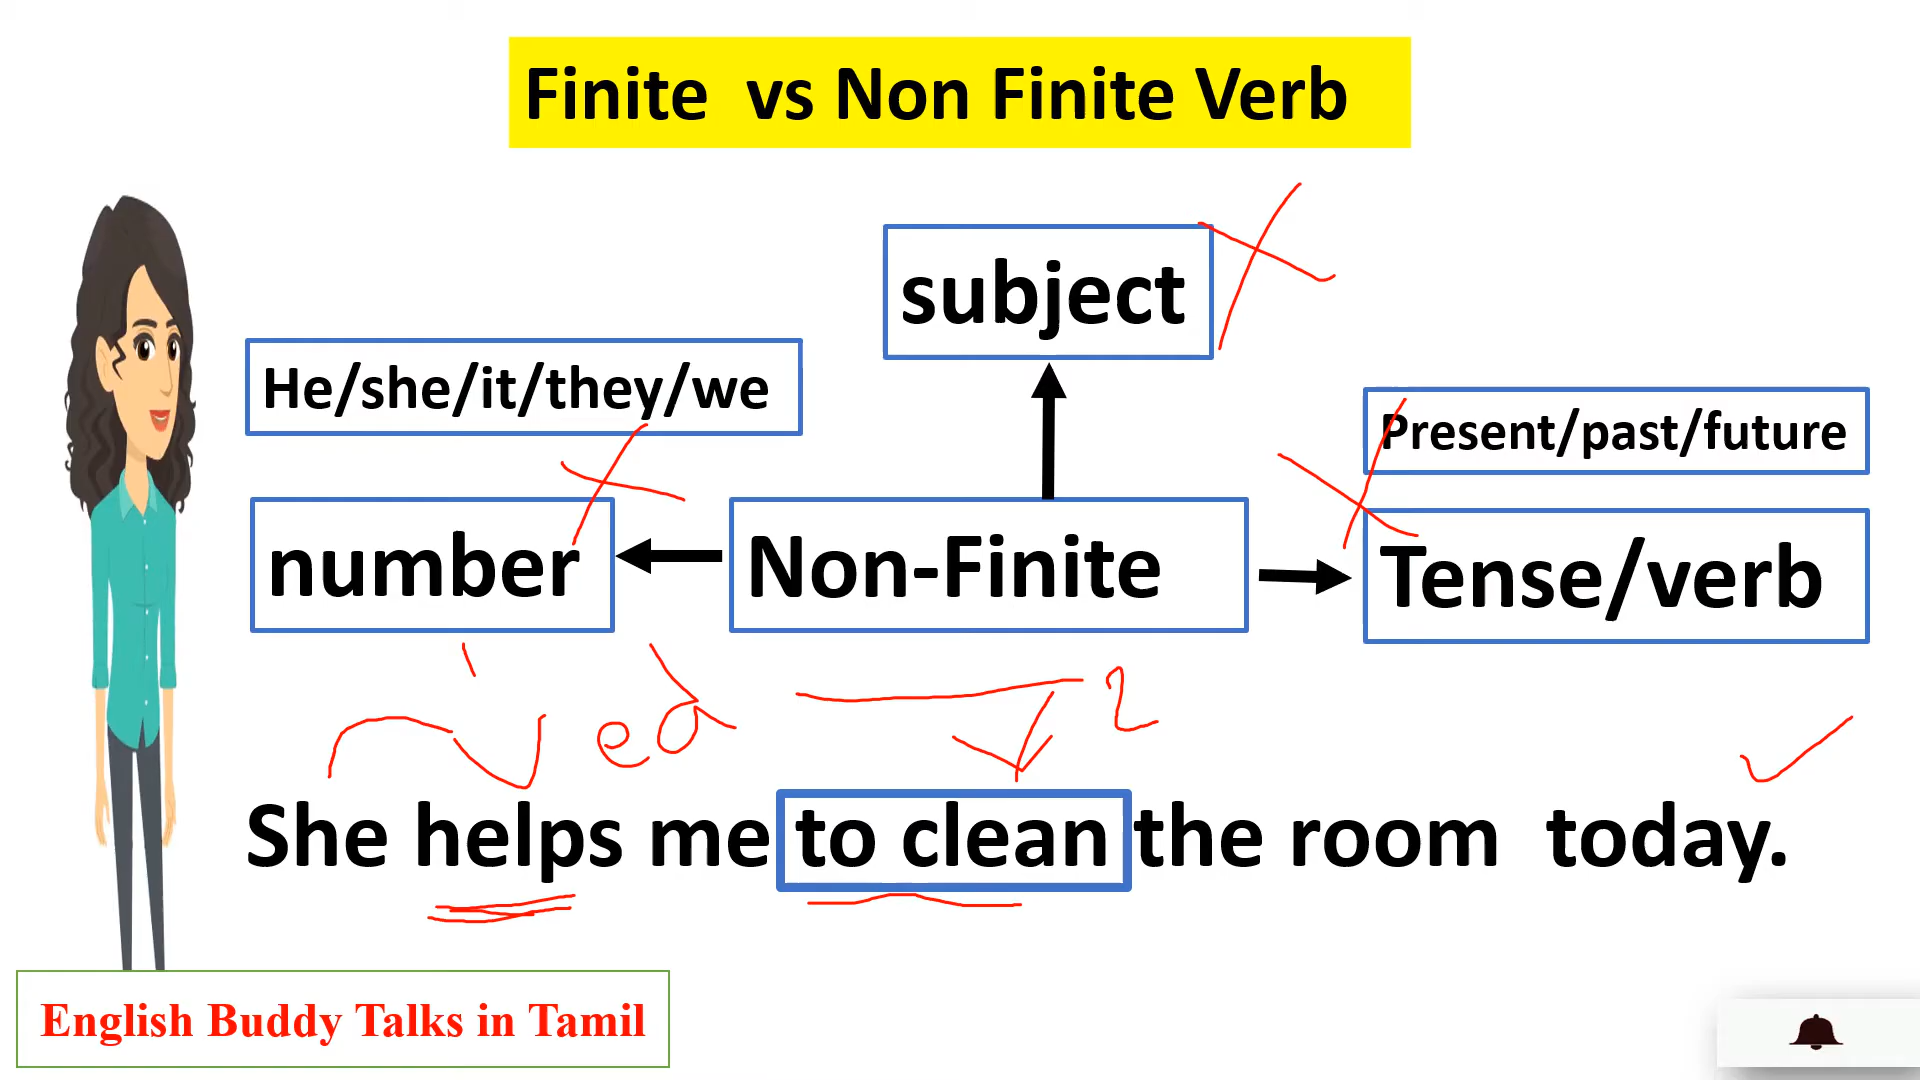 Finite vs Non Finite Verb
subject
He/she/it/they/we
Present/past/future
number
Non-Finite
Tense/verb
ed
2
She helps me to clean the room today.
English Buddy Talks in Tamil